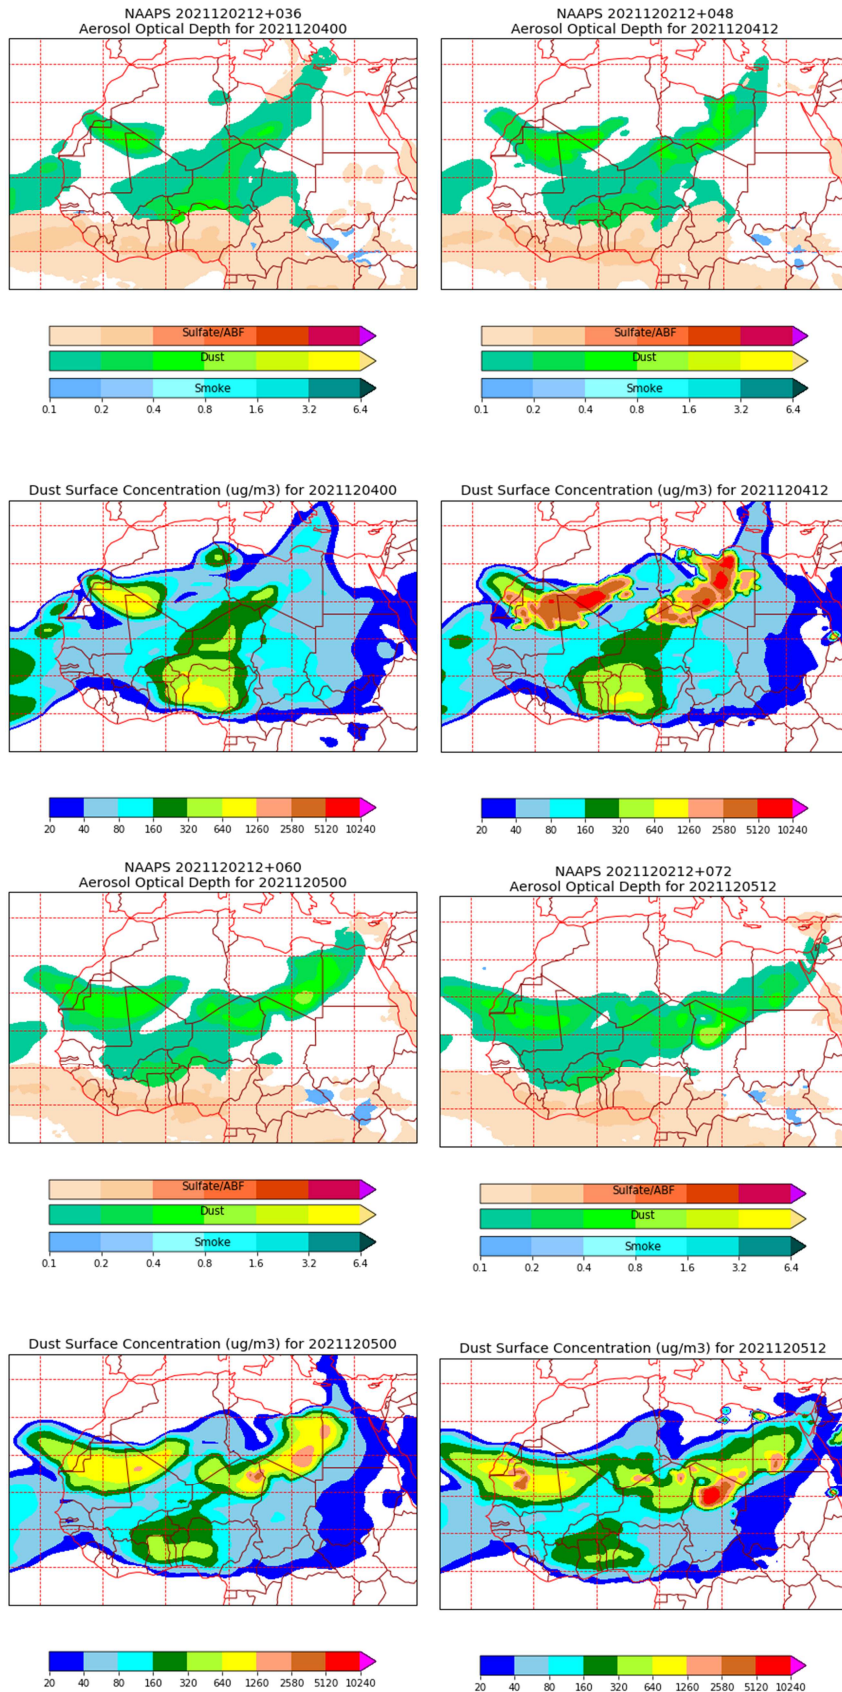 NAAPS 2021120212+036
Aerosol Optical Depth for 2021120400
NAAPS 2021120212+048
Aerosol Optical Depth for 2021120412
Sulfate/ABF
Dust
Smoke
0.1 0.2 0.4 0.8 1.6 3.2 6.4
Sulfate/ABF
Dust
Smoke
0.1 0.2 0.4 0.8 1.6 3.2 6.4
Dust Surface Concentration (ug/m3) for 2021120400
Dust Surface Concentration (ug/m3) for 2021120412
20 40 80 160 320 640 1260 2580 5120 10240
20 40 80 160 320 640 1260 2580 5120 10240
NAAPS 2021120212+060
Aerosol Optical Depth for 2021120500
NAAPS 2021120212+072
Aerosol Optical Depth for 2021120512
Sulfate/ABF
Dust
Smoke
0.1 0.2 0.4 0.8 1.6 3.2 6.4
Sulfate/ABF
Dust
Smoke
0.1 0.2 0.4 0.8 1.6 3.2 6.4
Dust Surface Concentration (ug/m3) for 2021120500
Dust Surface Concentration (ug/m3) for 2021120512
20 40 80 160 320 640 1260 2580 5120 10240
20 40 80 160 320 640 1260 2580 5120 10240